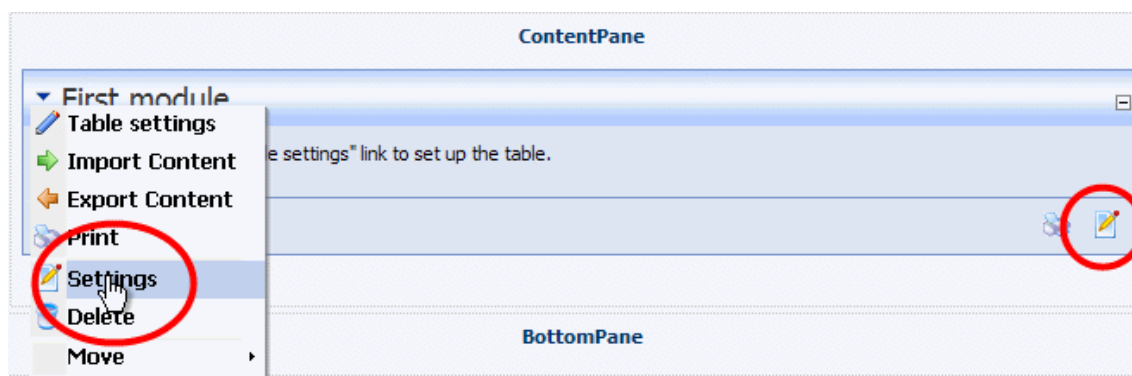 ContentPane
First module
Table settings
e settings" link to set up the table.
Import Content
Export Content
Print
Settings
Delete
BottomPane
Move